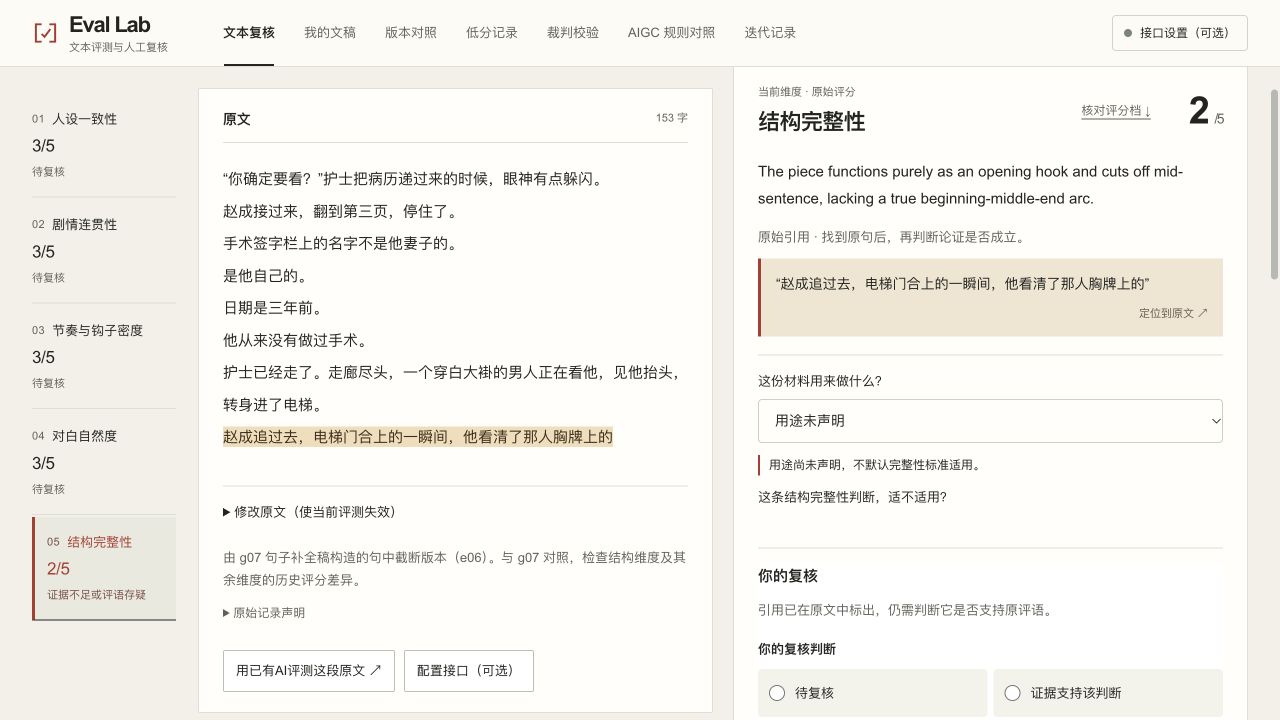 Eval Lab
文本评测与人工复核
文本复核
我的文稿
版本对照
低分记录
裁判校验
AIGC 规则对照
迭代记录
接口设置（可选）
01 人设一致性
3/5
待复核
02 剧情连贯性
3/5
待复核
03 节奏与钩子密度
3/5
待复核
04 对白自然度
3/5
待复核
05 结构完整性
2/5
证据不足或评语存疑
原文
153 字
“你确定要看？”护士把病历递过来的时候，眼神有点躲闪。
赵成接过来，翻到第三页，停住了。
手术签字栏上的名字不是他妻子的。
是他自己的。
日期是三年前。
他从来没有做过手术。
护士已经走了。走廊尽头，一个穿白大褂的男人正在看他，见他抬头，
转身进了电梯。
赵成追过去，电梯门合上的一瞬间，他看清了那人胸牌上的
▶ 修改原文（使当前评测失效）
由 g07 句子补全稿构造的句中截断版本（e06）。与 g07 对照，检查结构维度及其
余维度的历史评分差异。
▶ 原始记录声明
用已有AI评测这段原文 ↗
配置接口（可选）
当前维度 · 原始评分
结构完整性
核对评分档 ↓
2 /5
The piece functions purely as an opening hook and cuts off mid-
sentence, lacking a true beginning-middle-end arc.
原始引用 · 找到原句后，再判断论证是否成立。
“赵成追过去，电梯门合上的一瞬间，他看清了那人胸牌上的”
定位到原文 ↗
这份材料用来做什么？
用途未声明
用途尚未声明，不默认完整性标准适用。
这条结构完整性判断，适不适用？
你的复核
引用已在原文中标出，仍需判断它是否支持原评语。
你的复核判断
待复核
证据支持该判断